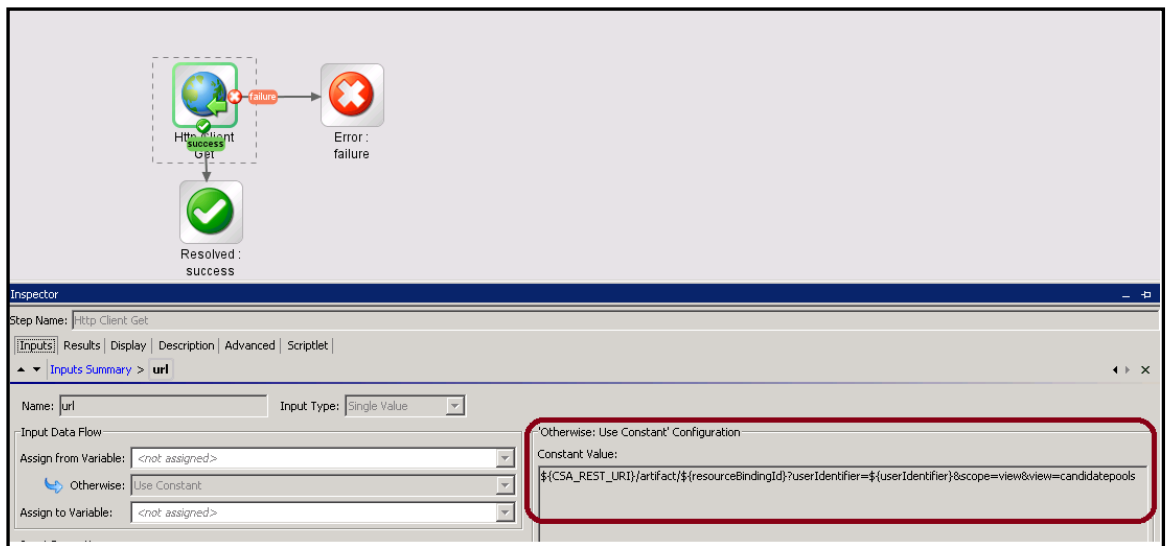 failure
Http Client
success
Get
Error :
failure
Resolved :
success
Inspector
Step Name: Http Client Get
Inputs Results Display Description Advanced Scriptlet
Inputs Summary > url
Name: url Input Type: Single Value
Input Data Flow
Assign from Variable: <not assigned>
Otherwise: Use Constant
Assign to Variable: <not assigned>
'Otherwise: Use Constant' Configuration
Constant Value:
${CSA_REST_URI}/artifact/${resourceBindingId}?userIdentifier=${userIdentifier}&scope=view&view=candidatepools